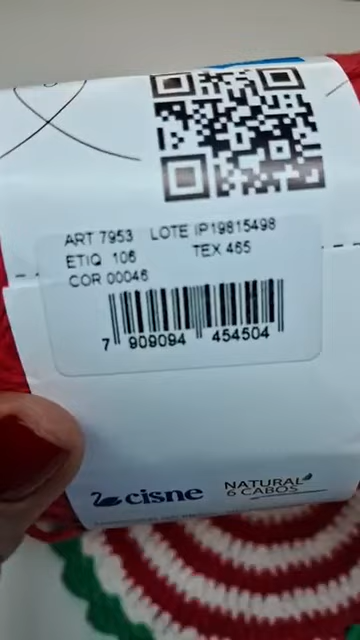 ART 7953 LOTE IP19815498
ETIQ 106 TEX 465
COR 00046
7 909094 454504
cisne
NATURAL
6 CABOS